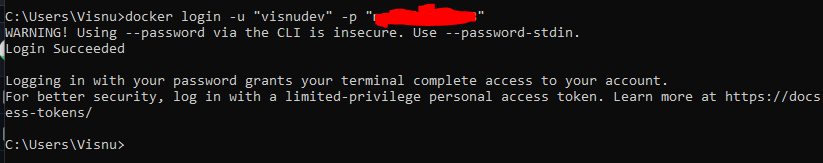 C:\Users\Visnu>docker login -u "visnudev" -p "
WARNING! Using --password via the CLI is insecure. Use --password-stdin.
Login Succeeded
Logging in with your password grants your terminal complete access to your account.
For better security, log in with a limited-privilege personal access token. Learn more at https://docs
ess-tokens/
C:\Users\Visnu>